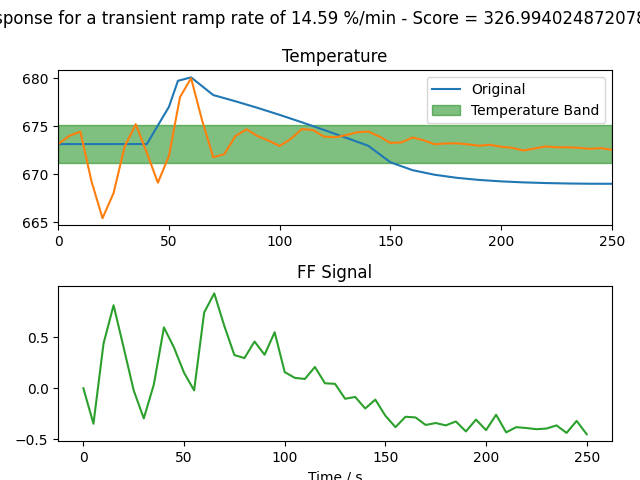 sponse for a transient ramp rate of 14.59 %/min - Score = 326.994024872078
Temperature
680
675
670
665
Original
Temperature Band
0 50 100 150 200 250
FF Signal
0.5
0.0
−0.5
0 50 100 150 200 250
Time / s